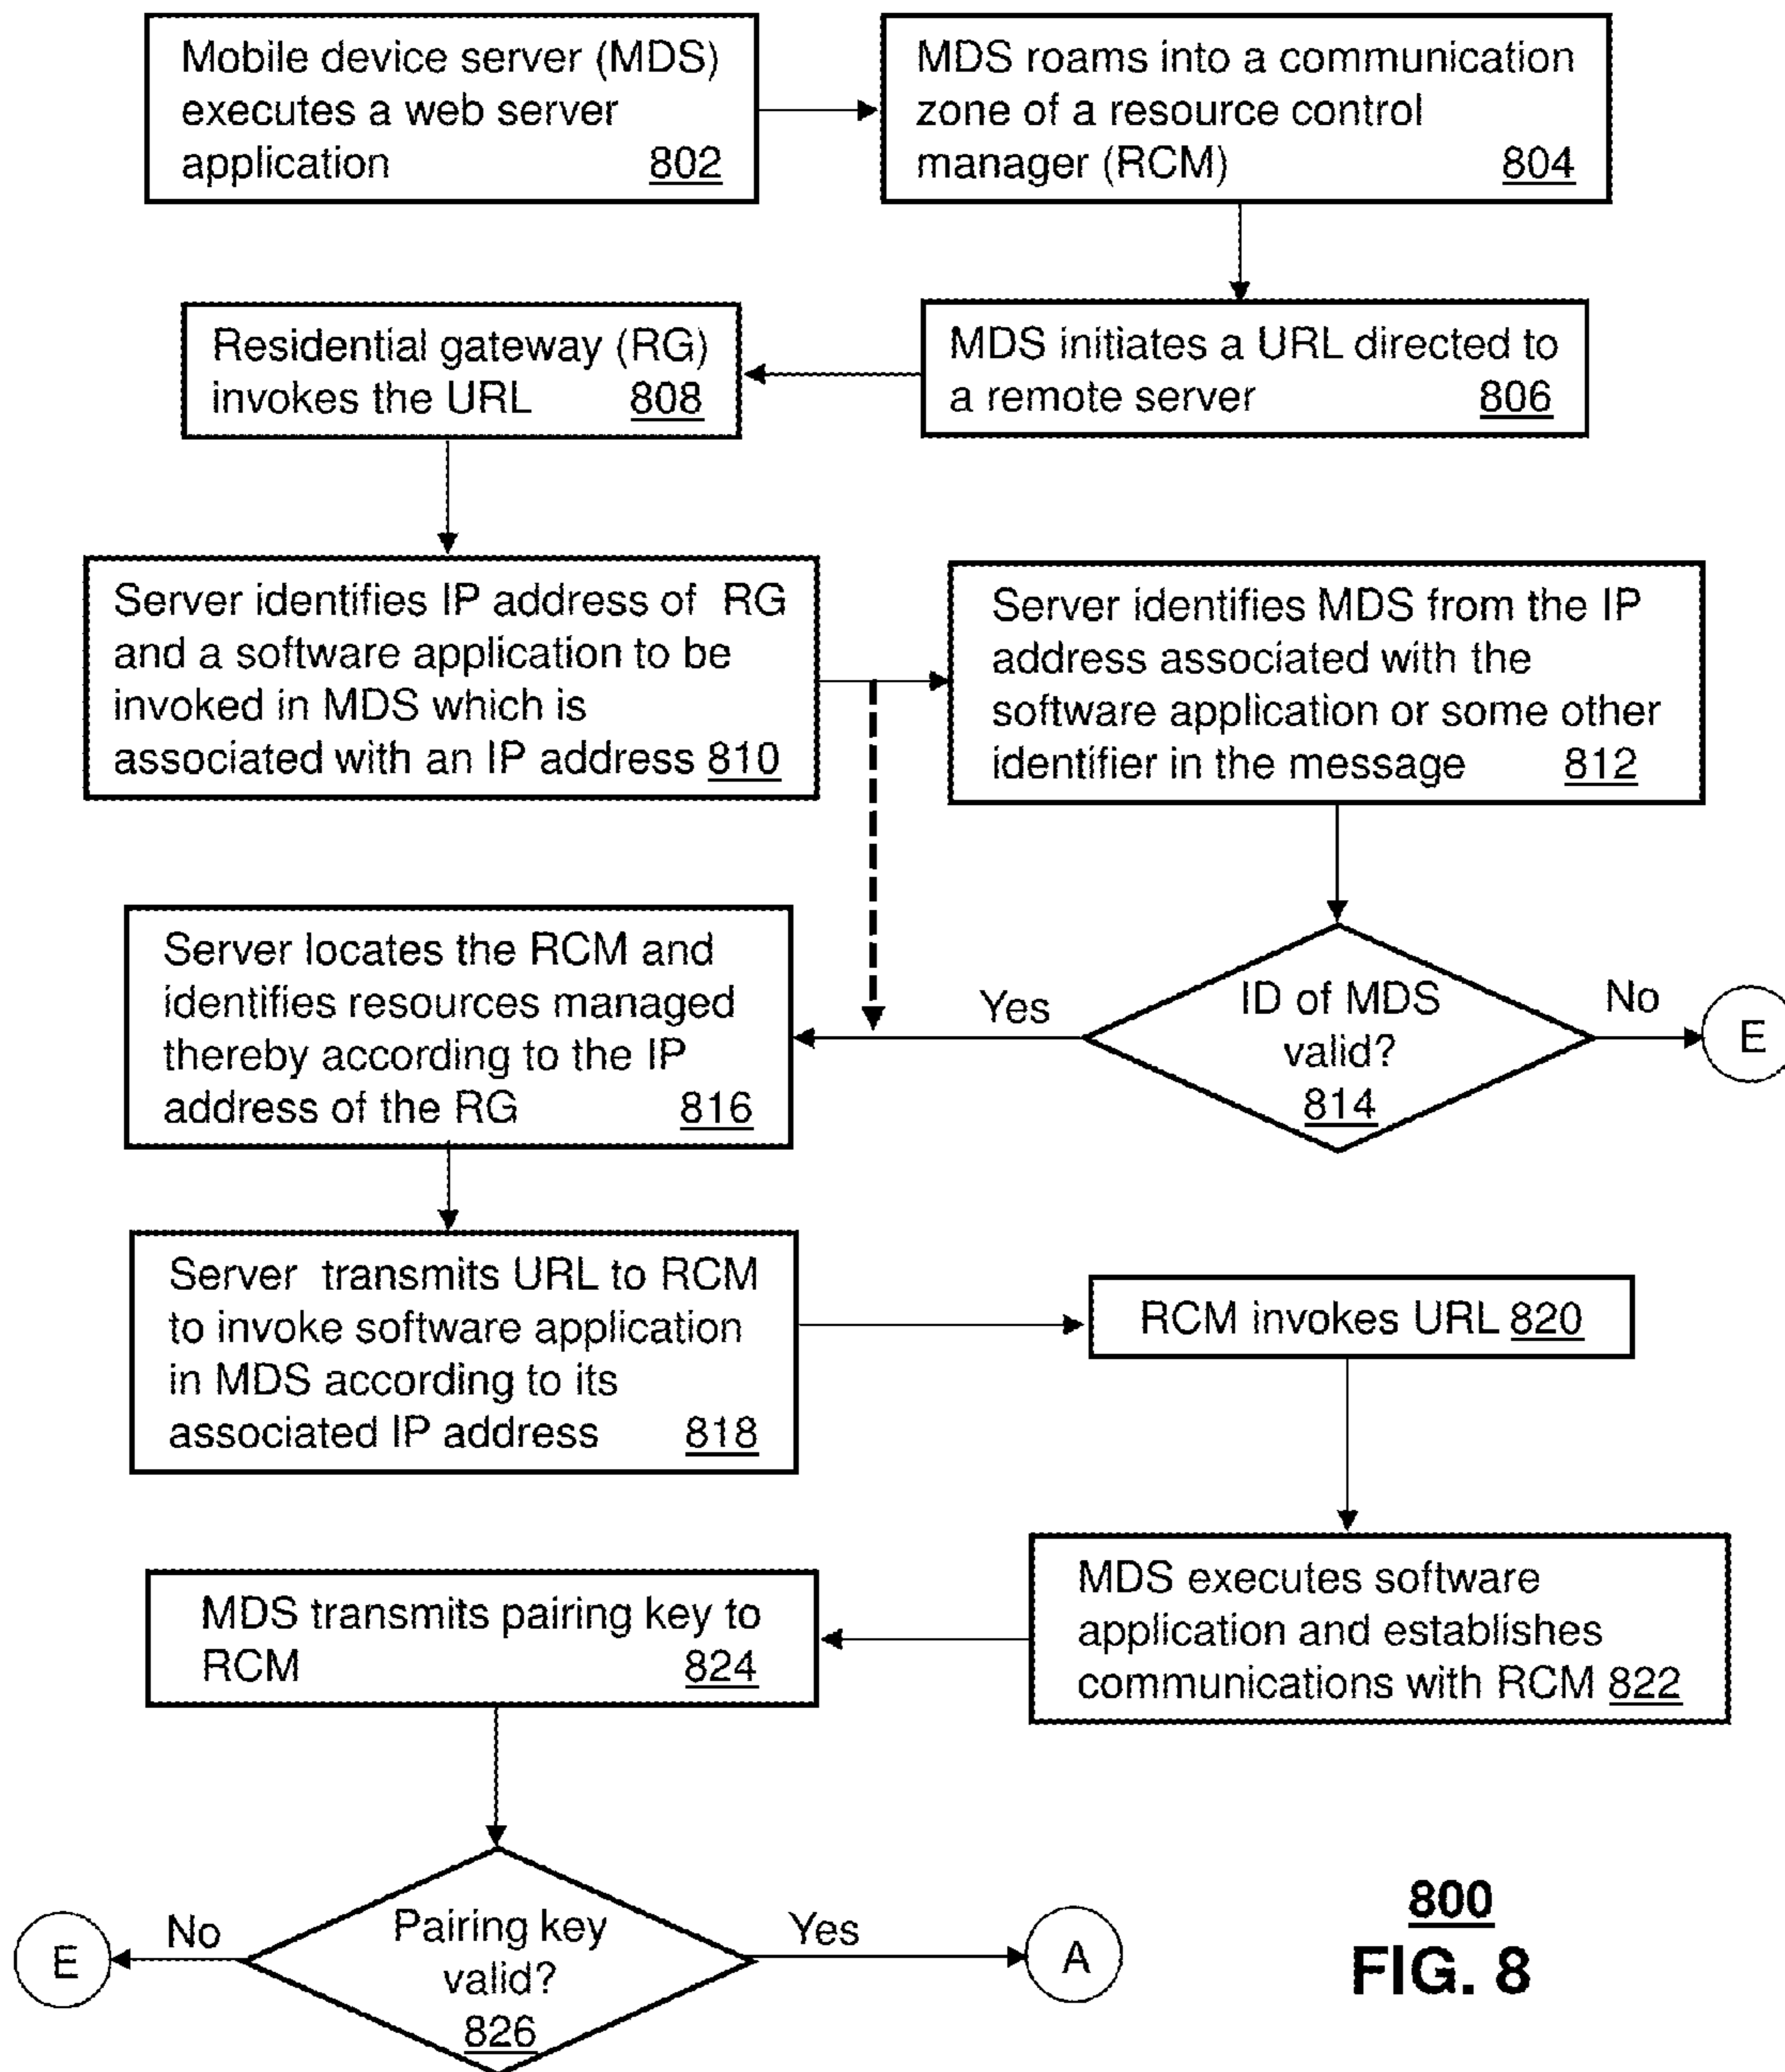 Mobile device server (MDS)
executes a web server
application 802
MDS roams into a communication
zone of a resource control
manager (RCM) 804
MDS initiates a URL directed to
a remote server 806
Residential gateway (RG)
invokes the URL 808
Server identifies IP address of RG
and a software application to be
invoked in MDS which is
associated with an IP address 810
Server identifies MDS from the IP
address associated with the
software application or some other
identifier in the message 812
ID of MDS
valid?
814
No
E
Yes
Server locates the RCM and
identifies resources managed
thereby according to the IP
address of the RG 816
Server transmits URL to RCM
to invoke software application
in MDS according to its
associated IP address 818
RCM invokes URL 820
MDS executes software
application and establishes
communications with RCM 822
MDS transmits pairing key to
RCM 824
Pairing key
valid?
826
No
E
Yes
A
800
FIG. 8